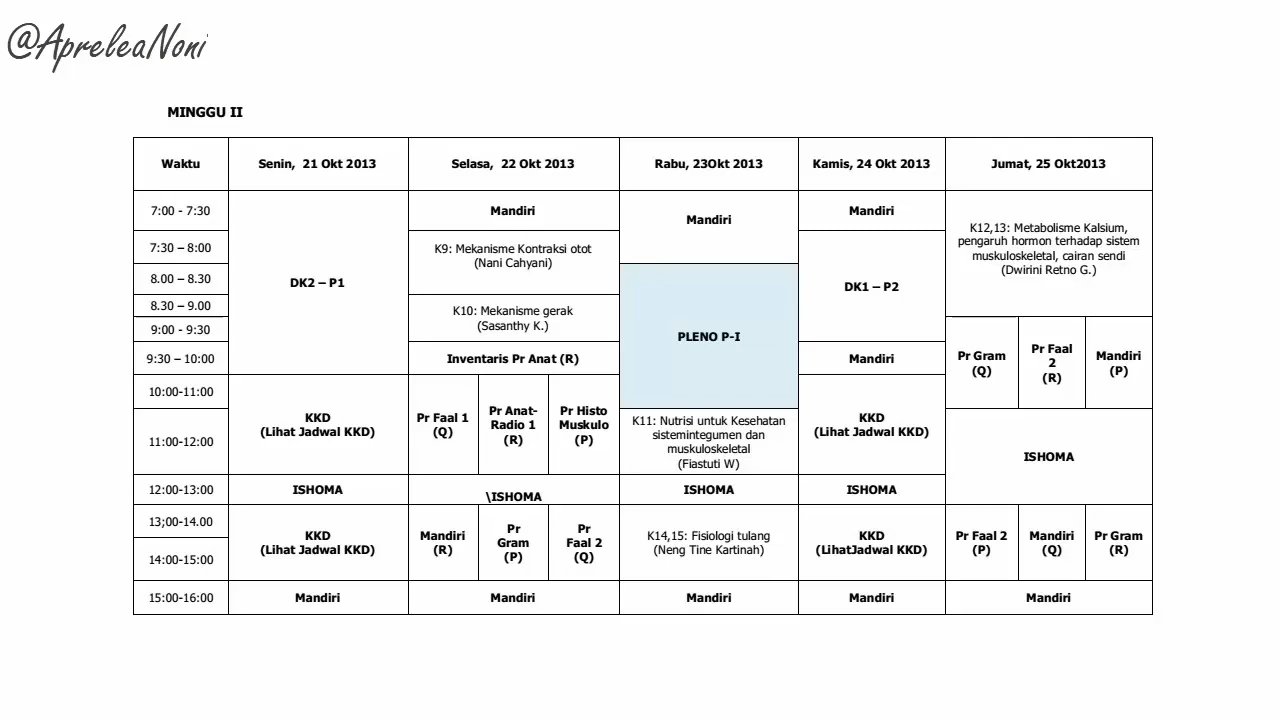 @ApreleaNoni
MINGGU II
Waktu
Senin, 21 Okt 2013
Selasa, 22 Okt 2013
Rabu, 23Okt 2013
Kamis, 24 Okt 2013
Jumat, 25 Okt2013
7:00 - 7:30
DK2 – P1
Mandiri
Mandiri
Mandiri
K12,13: Metabolisme Kalsium,
pengaruh hormon terhadap sistem
muskuloskeletal, cairan sendi
(Dwirini Retno G.)
7:30 – 8:00
K9: Mekanisme Kontraksi otot
(Nani Cahyani)
DK1 – P2
8.00 – 8.30
PLENO P-I
8.30 – 9.00
K10: Mekanisme gerak
(Sasanthy K.)
9:00 - 9:30
Pr Gram
(Q)
Pr Faal
2
(R)
Mandiri
(P)
9:30 – 10:00
Inventaris Pr Anat (R)
Mandiri
10:00-11:00
KKD
(Lihat Jadwal KKD)
Pr Faal 1
(Q)
Pr Anat-
Radio 1
(R)
Pr Histo
Muskulo
(P)
KKD
(Lihat Jadwal KKD)
11:00-12:00
K11: Nutrisi untuk Kesehatan
sistemintegumen dan
muskuloskeletal
(Fiastuti W)
ISHOMA
12:00-13:00
ISHOMA
\ISHOMA
ISHOMA
ISHOMA
13;00-14.00
KKD
(Lihat Jadwal KKD)
Mandiri
(R)
Pr
Gram
(P)
Pr
Faal 2
(Q)
K14,15: Fisiologi tulang
(Neng Tine Kartinah)
KKD
(LihatJadwal KKD)
Pr Faal 2
(P)
Mandiri
(Q)
Pr Gram
(R)
14:00-15:00
15:00-16:00
Mandiri
Mandiri
Mandiri
Mandiri
Mandiri